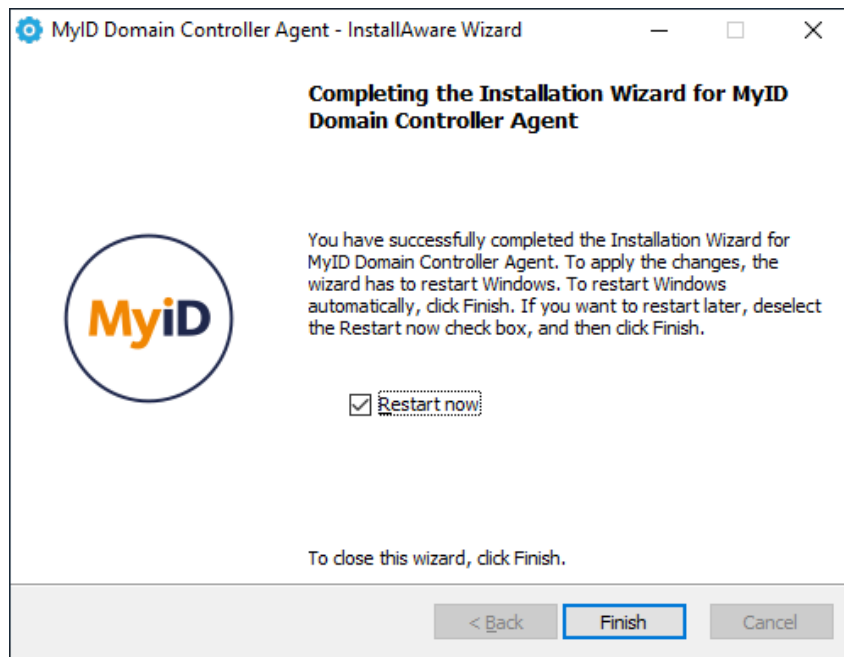 MyID Domain Controller Agent - InstallAware Wizard
Completing the Installation Wizard for MyID
Domain Controller Agent
You have successfully completed the Installation Wizard for
MyID Domain Controller Agent. To apply the changes, the
wizard has to restart Windows. To restart Windows
automatically, click Finish. If you want to restart later, deselect
the Restart now check box, and then click Finish.
MyiD
Restart now
To close this wizard, click Finish.
< Back
Finish
Cancel